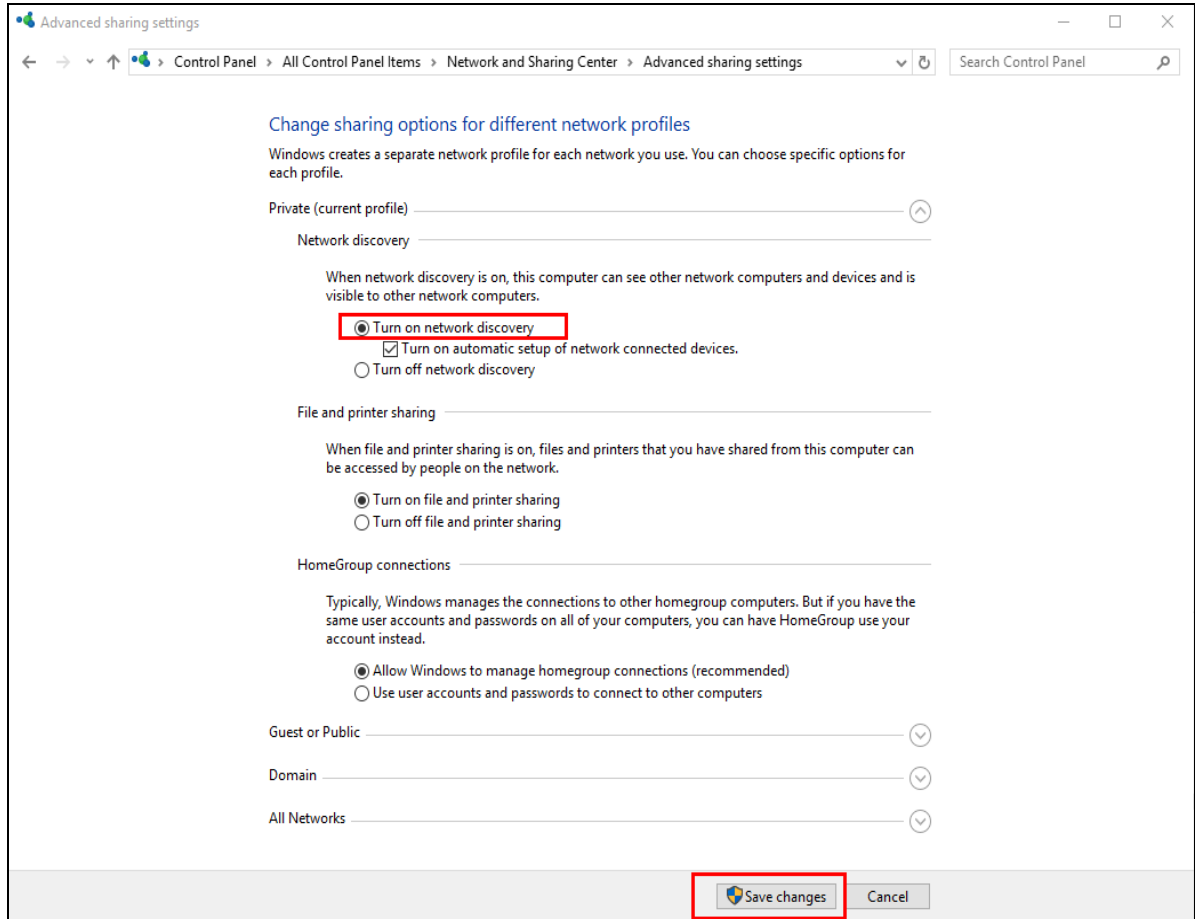 Advanced sharing settings
Control Panel > All Control Panel Items > Network and Sharing Center > Advanced sharing settings
Search Control Panel
Change sharing options for different network profiles
Windows creates a separate network profile for each network you use. You can choose specific options for
each profile.
Private (current profile)
Network discovery
When network discovery is on, this computer can see other network computers and devices and is
visible to other network computers.
Turn on network discovery
Turn on automatic setup of network connected devices.
Turn off network discovery
File and printer sharing
When file and printer sharing is on, files and printers that you have shared from this computer can
be accessed by people on the network.
Turn on file and printer sharing
Turn off file and printer sharing
HomeGroup connections
Typically, Windows manages the connections to other homegroup computers. But if you have the
same user accounts and passwords on all of your computers, you can have HomeGroup use your
account instead.
Allow Windows to manage homegroup connections (recommended)
Use user accounts and passwords to connect to other computers
Guest or Public
Domain
All Networks
Save changes
Cancel